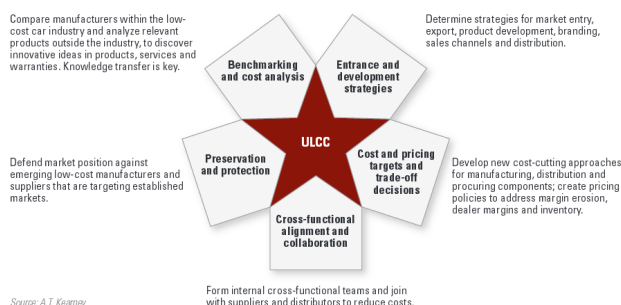 Compare manufacturers within the low-
cost car industry and analyze relevant
products outside the industry, to discover
innovative ideas in products, services and
warranties. Knowledge transfer is key.
Determine strategies for market entry,
export, product development, branding,
sales channels and distribution.
Benchmarking
and cost analysis
Entrance and
development
strategies
ULCC
Defend market position against
emerging low-cost manufacturers and
suppliers that are targeting established
markets.
Preservation
and protection
Cost and pricing
targets and
trade-off
decisions
Develop new cost-cutting approaches
for manufacturing, distribution and
procuring components; create pricing
policies to address margin erosion,
dealer margins and inventory.
Cross-functional
alignment and
collaboration
Form internal cross-functional teams and join
with suppliers and distributors to reduce costs.
Source: A.T. Kearney